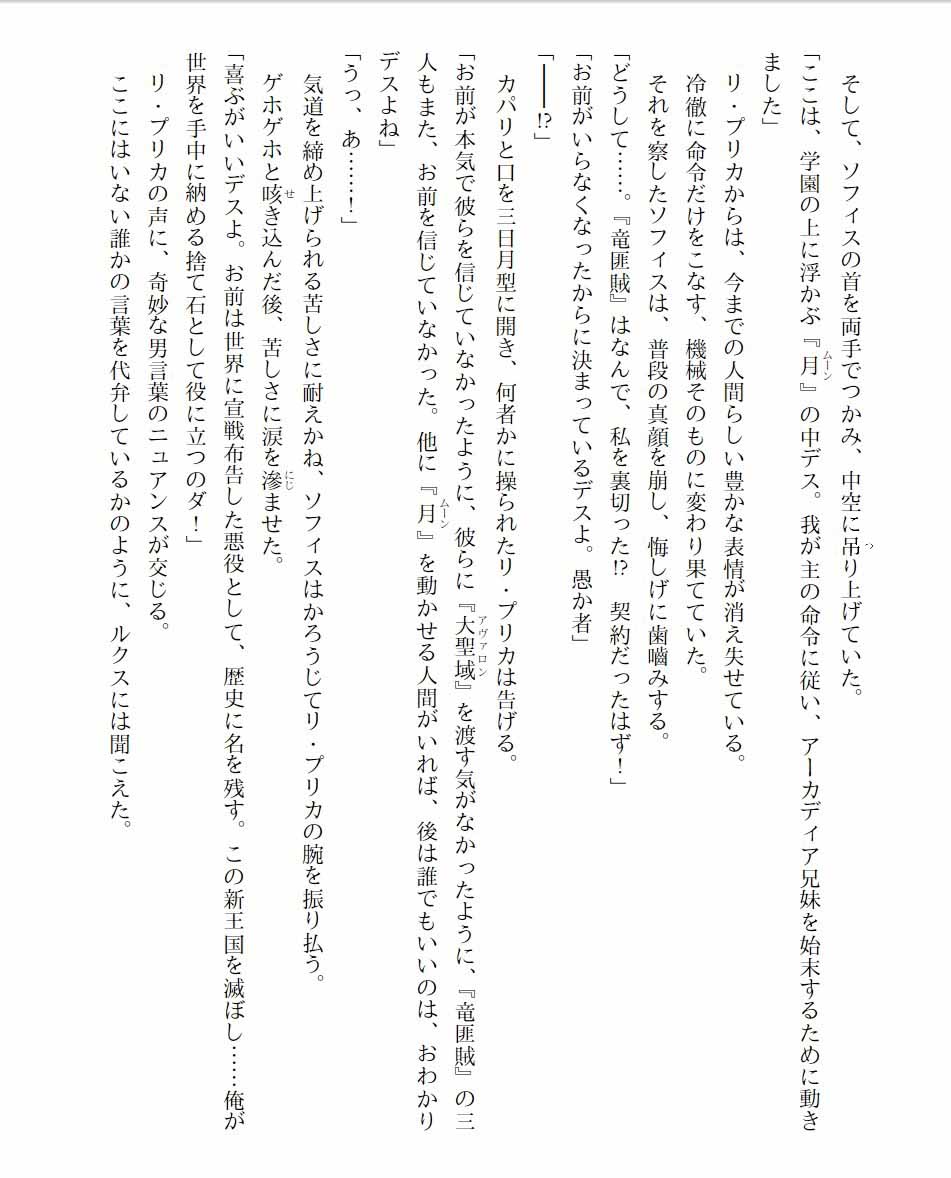 そして、ソフィスの首を両手でつかみ、中空に吊り上げていた。
「ここは、学園の上に浮かぶ『月』の中デス。我が主の命令に従い、アーカディア兄妹を始末するために動き
ました」
　リ・プリカからは、今までの人間らしい豊かな表情が消え失せている。
　冷徹に命令だけをこなす、機械そのものに変わり果てていた。
　それを察したソフィスは、普段の真顔を崩し、悔しげに歯嚙みする。
「どうして……。『竜匪賊』はなんで、私を裏切った!?　契約だったはず！」
「お前がいらなくなったからに決まっているデスよ。愚か者」
「――!?」
　カパリと口を三日月型に開き、何者かに操られたリ・プリカは告げる。
「お前が本気で彼らを信じていなかったように、彼らに『大聖域』を渡す気がなかったように、『竜匪賊』の三
人もまた、お前を信じていなかった。他に『月』を動かせる人間がいれば、後は誰でもいいのは、おわかり
デスよね」
「うっ、あ……！」
　気道を締め上げられる苦しさに耐えかね、ソフィスはかろうじてリ・プリカの腕を振り払う。
　ゲホゲホと咳き込んだ後、苦しさに涙を滲ませた。
「喜ぶがいいデスよ。お前は世界に宣戦布告した悪役として、歴史に名を残す。この新王国を滅ぼし……俺が
世界を手中に納める捨て石として役に立つのダ！」
　リ・プリカの声に、奇妙な男言葉のニュアンスが交じる。
　ここにはいない誰かの言葉を代弁しているかのように、ルクスには聞こえた。